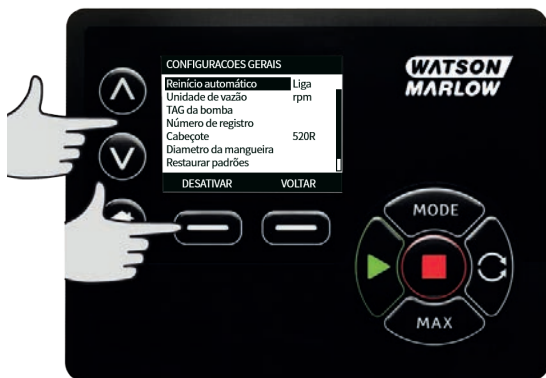 CONFIGURACOES GERAIS
Reinício automático Liga
Unidade de vazão rpm
TAG da bomba
Número de registro
Cabeçote 520R
Diametro da mangueira
Restaurar padrões
DESATIVAR VOLTAR
WATSON
MARLOW
MODE
MAX